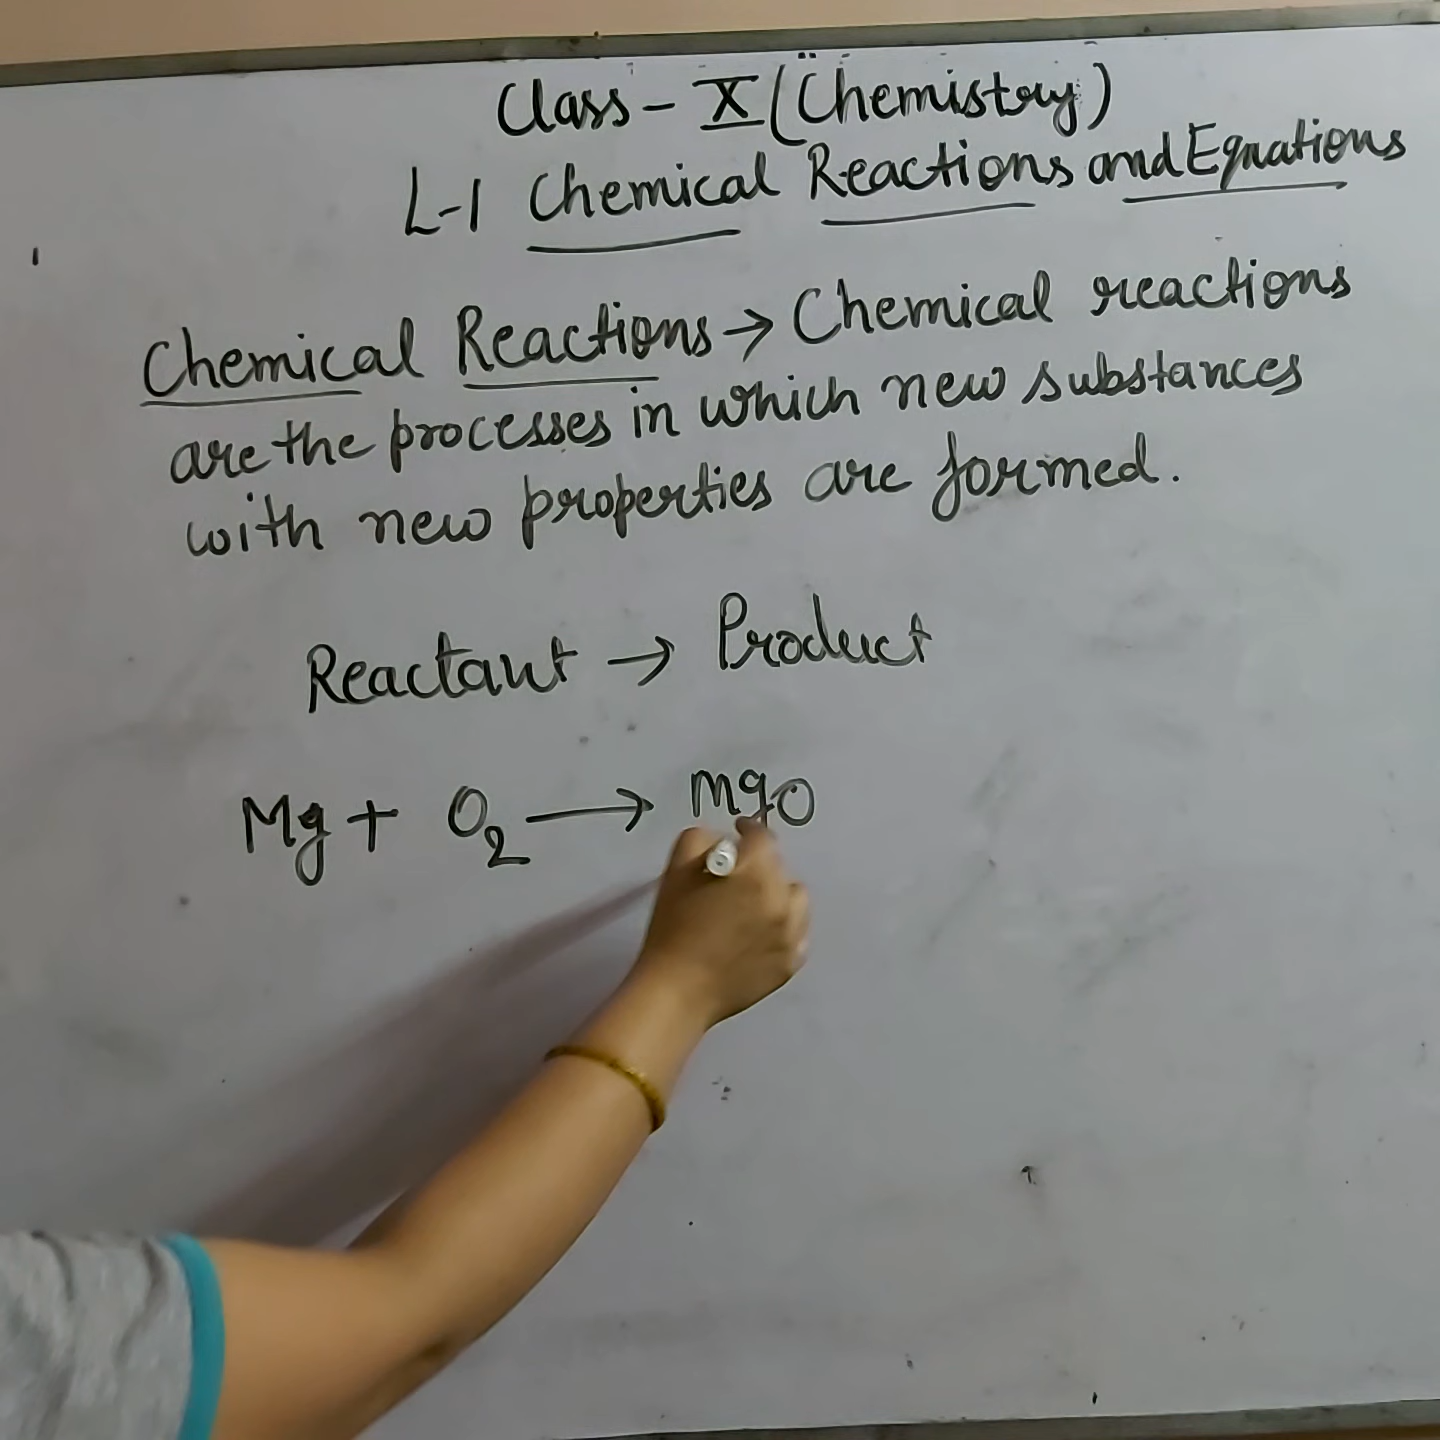 Class - X (Chemistry)
L-1 Chemical Reactions and Equations
Chemical Reactions → Chemical reactions
are the processes in which new substances
with new properties are formed.
Reactant → Product
Mg + O₂ → MgO